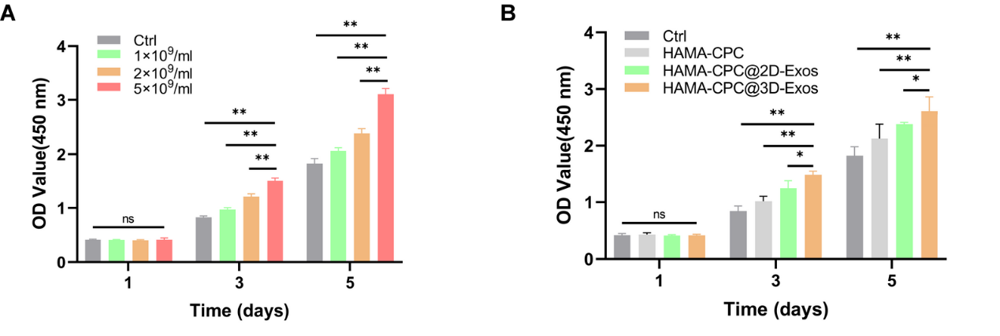 A
OD Value(450 nm)
4
3
2
1
0
Ctrl
1×10⁹/ml
2×10⁹/ml
5×10⁹/ml
ns
**
**
**
**
**
**
1
3
5
Time (days)
B
OD Value(450 nm)
4
3
2
1
0
Ctrl
HAMA-CPC
HAMA-CPC@2D-Exos
HAMA-CPC@3D-Exos
ns
**
**
*
**
**
*
1
3
5
Time (days)